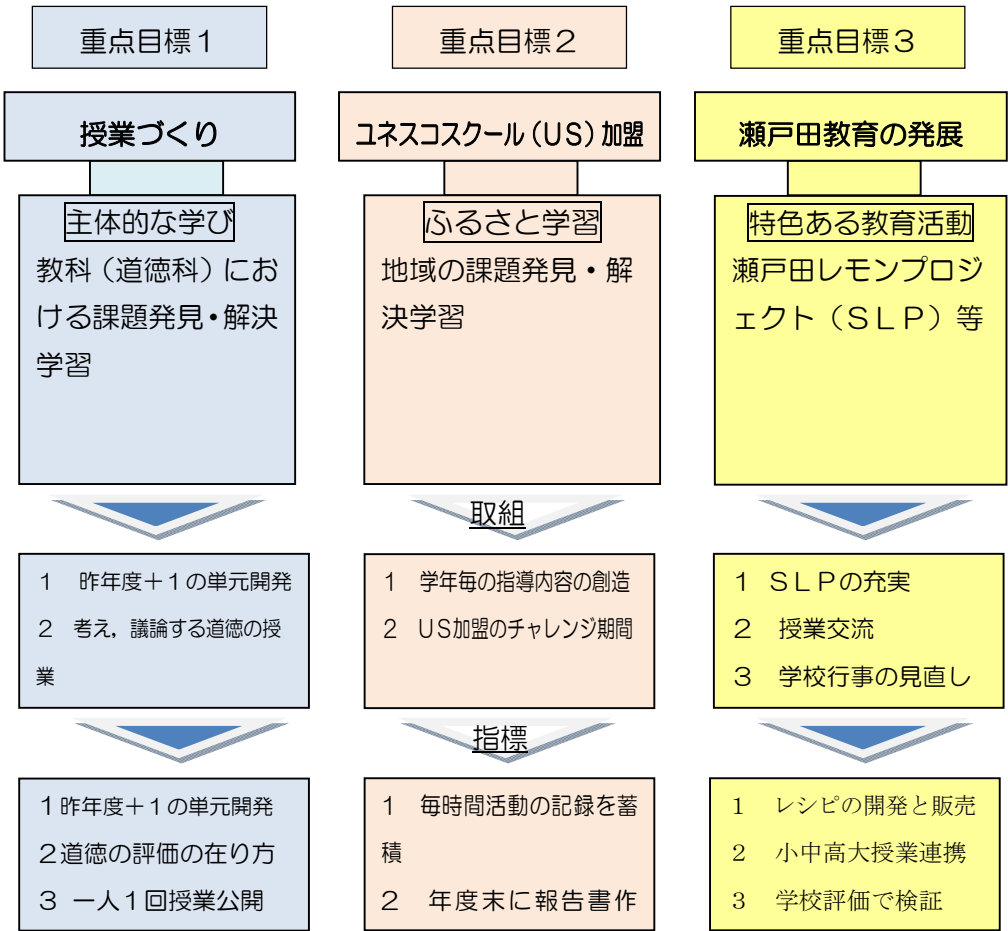 重点目標１
授業づくり
主体的な学び
教科（道徳科）にお
ける課題発見・解決
学習
重点目標２
ユネスコスクール（ＵＳ）加盟
ふるさと学習
地域の課題発見・解
決学習
重点目標３
瀬戸田教育の発展
特色ある教育活動
瀬戸田レモンプロジ
ェクト（ＳＬＰ）等
取組
１　昨年度＋１の単元開発
２　考え，議論する道徳の授
業
１　学年毎の指導内容の創造
２　ＵＳ加盟のチャレンジ期間
１　ＳＬＰの充実
２　授業交流
３　学校行事の見直し
指標
１昨年度＋１の単元開発
２道徳の評価の在り方
３　一人１回授業公開
１　毎時間活動の記録を蓄
積
２　年度末に報告書作
１　レシピの開発と販売
２　小中高大授業連携
３　学校評価で検証